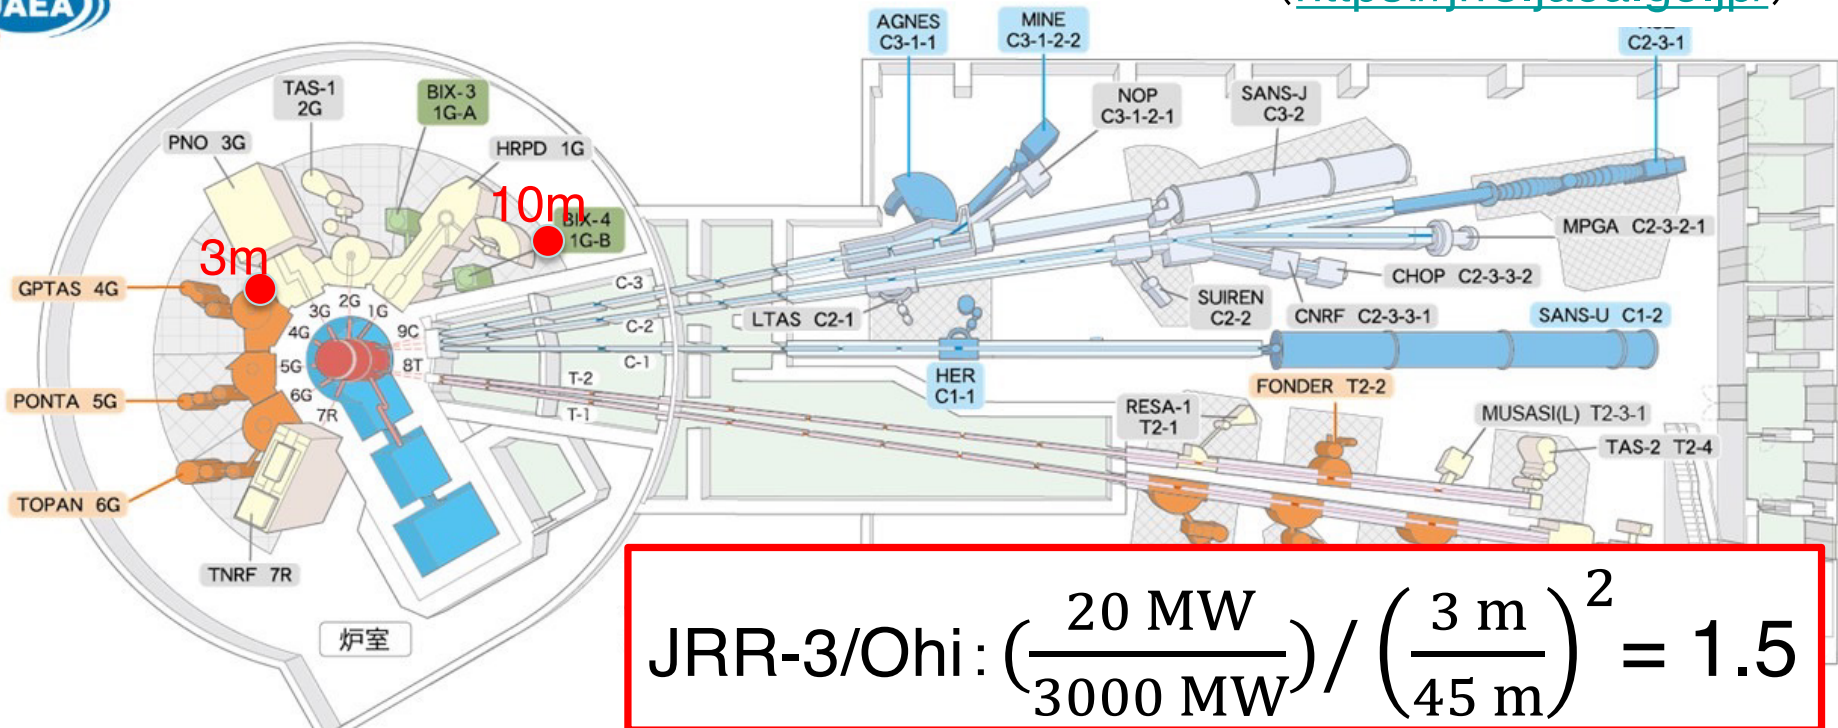 JAEA
AGNES
C3-1-1
MINE
C3-1-2-2
C2-3-1
TAS-1
2G
BIX-3
1G-A
PNO 3G
HRPD 1G
NOP
C3-1-2-1
SANS-J
C3-2
10m
BIX-4
1G-B
3m
MPGA C2-3-2-1
GPTAS 4G
C-3
CHOP C2-3-3-2
2G
3G
1G
4G
9C
C-2
LTAS C2-1
SUIREN
C2-2
CNRF C2-3-3-1
SANS-U C1-2
5G
8T
C-1
6G
7R
T-2
T-1
HER
C1-1
FONDER T2-2
PONTA 5G
RESA-1
T2-1
MUSASI(L) T2-3-1
TAS-2 T2-4
TOPAN 6G
TNRF 7R
炉室
JRR-3/Ohi: (20 MW/3000 MW)/(3 m/45 m)² = 1.5